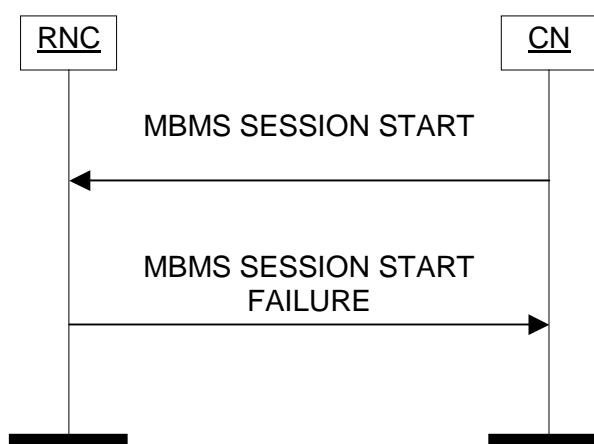 RNC
CN
MBMS SESSION START
MBMS SESSION START
FAILURE